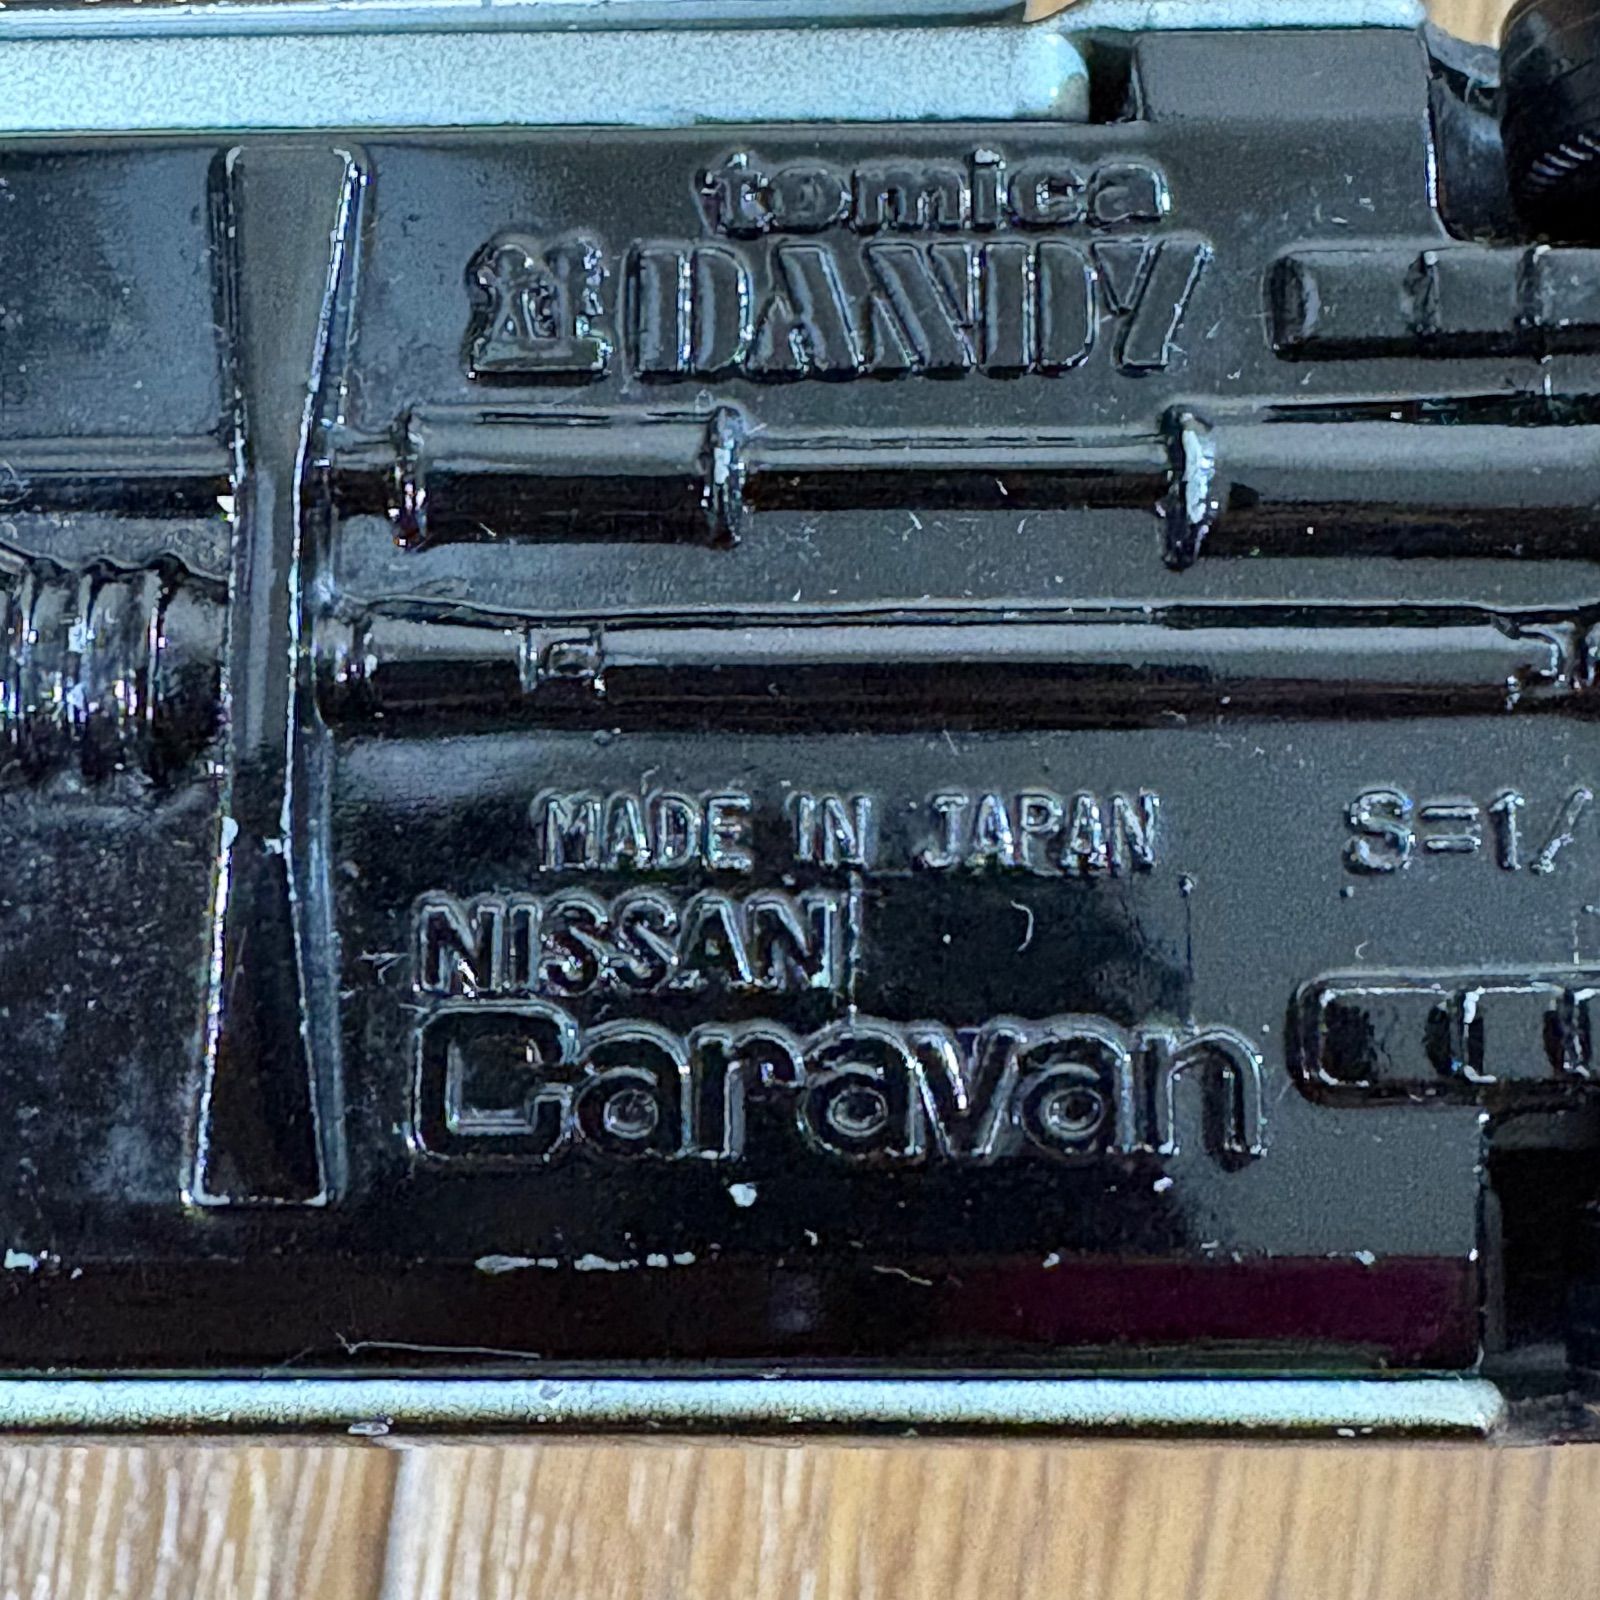 tomica
DANDY
MADE IN JAPAN
S=1/
NISSAN
Caravan